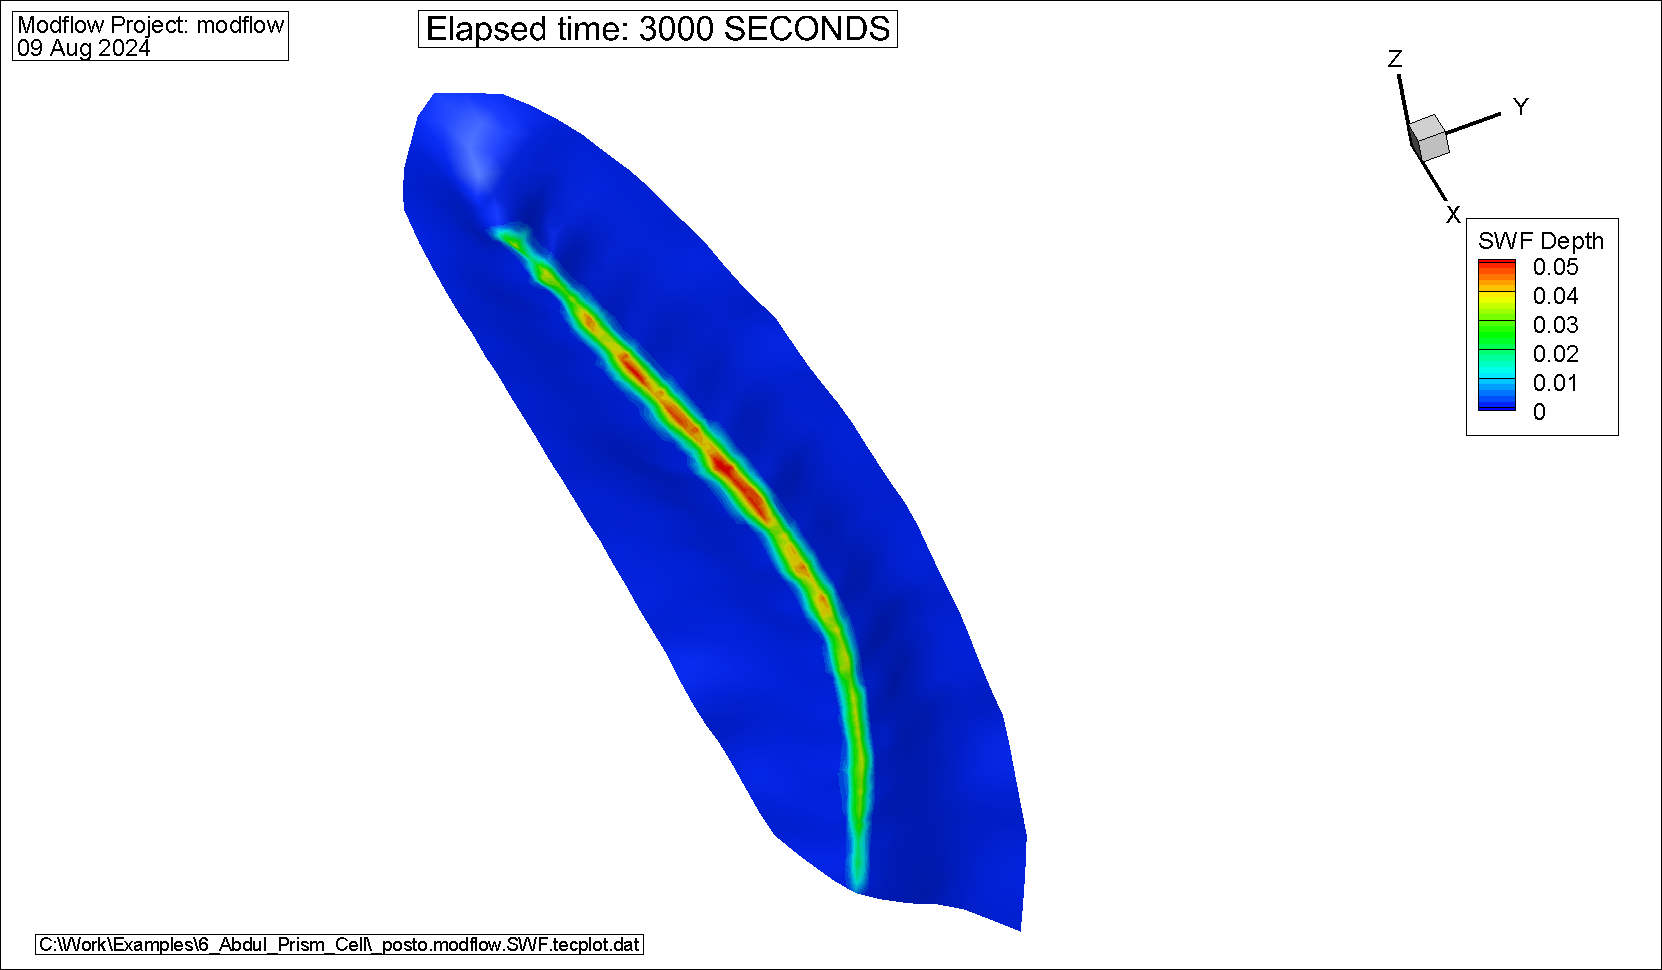 Modflow Project: modflow
09 Aug 2024
Elapsed time: 3000 SECONDS
Z
Y
X
SWF Depth
0.05
0.04
0.03
0.02
0.01
0
C:\Work\Examples\6_Abdul_Prism_Cell\_posto.modflow.SWF.tecplot.dat